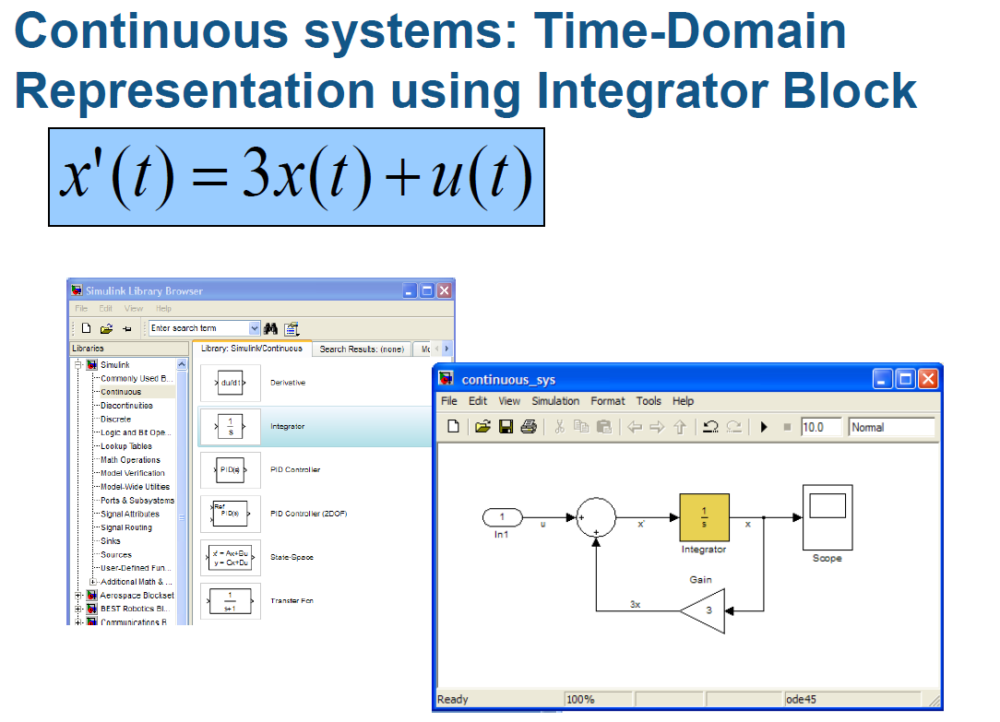 Continuous systems: Time-Domain
Representation using Integrator Block
x'(t) = 3x(t) + u(t)
Simulink Library Browser
File Edit View Help
Enter search term
Libraries
Library: Simulink/Continuous Search Results: (none)
Simulink
Commonly Used B...
Continuous
Discontinuities
Discrete
Logic and Bit Ope...
Lookup Tables
Math Operations
Model Verification
Model-Wide Utilities
Ports & Subsystems
Signal Attributes
Signal Routing
Sinks
Sources
User-Defined Fun...
Additional Math & ...
Aerospace Blockset
BEST Robotics Bl...
Communications B
du/dt
Derivative
1
s
Integrator
PID(s)
PID Controller
Ref
PID(s)
PID Controller (2DOF)
x' = Ax+Bu
y = Cx+Du
State-Space
1
s+1
Transfer Fcn
continuous_sys
File Edit View Simulation Format Tools Help
10.0 Normal
1
In1
u
+
+
x'
1
s
Integrator
x
Scope
Gain
3x
3
Ready 100% ode45